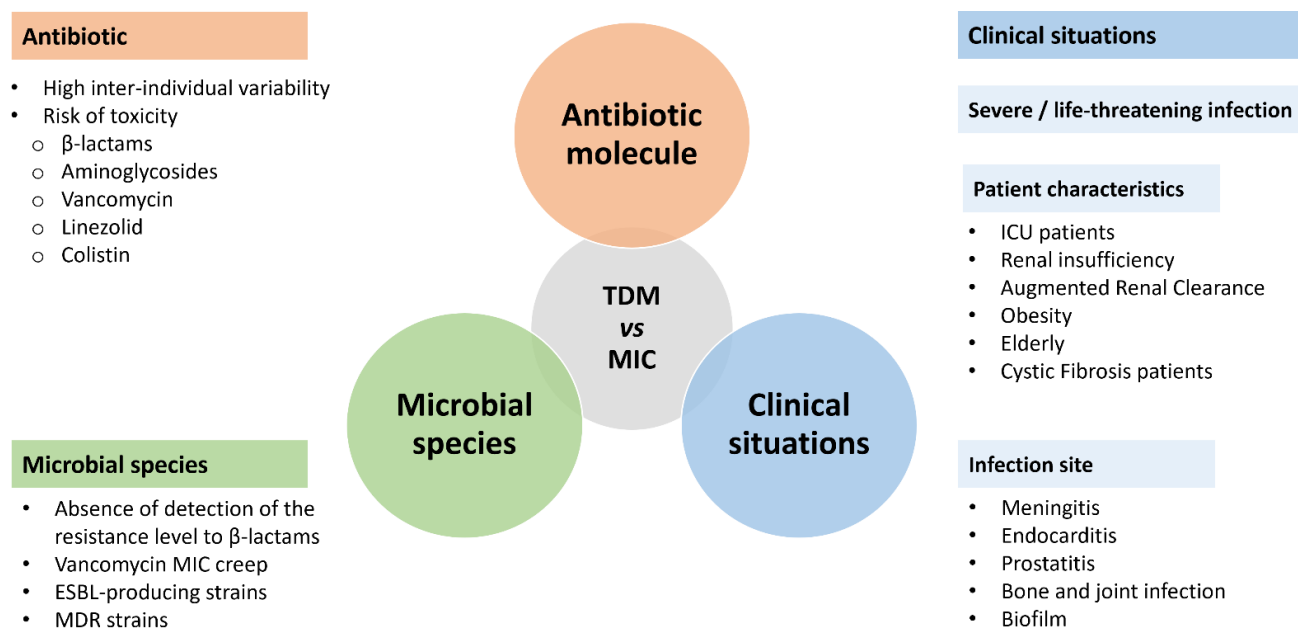 Antibiotic
• High inter-individual variability
• Risk of toxicity
o β-lactams
o Aminoglycosides
o Vancomycin
o Linezolid
o Colistin
Microbial species
• Absence of detection of the
resistance level to β-lactams
• Vancomycin MIC creep
• ESBL-producing strains
• MDR strains
Antibiotic
molecule
TDM
vs
MIC
Microbial
species
Clinical
situations
Clinical situations
Severe / life-threatening infection
Patient characteristics
• ICU patients
• Renal insufficiency
• Augmented Renal Clearance
• Obesity
• Elderly
• Cystic Fibrosis patients
Infection site
• Meningitis
• Endocarditis
• Prostatitis
• Bone and joint infection
• Biofilm